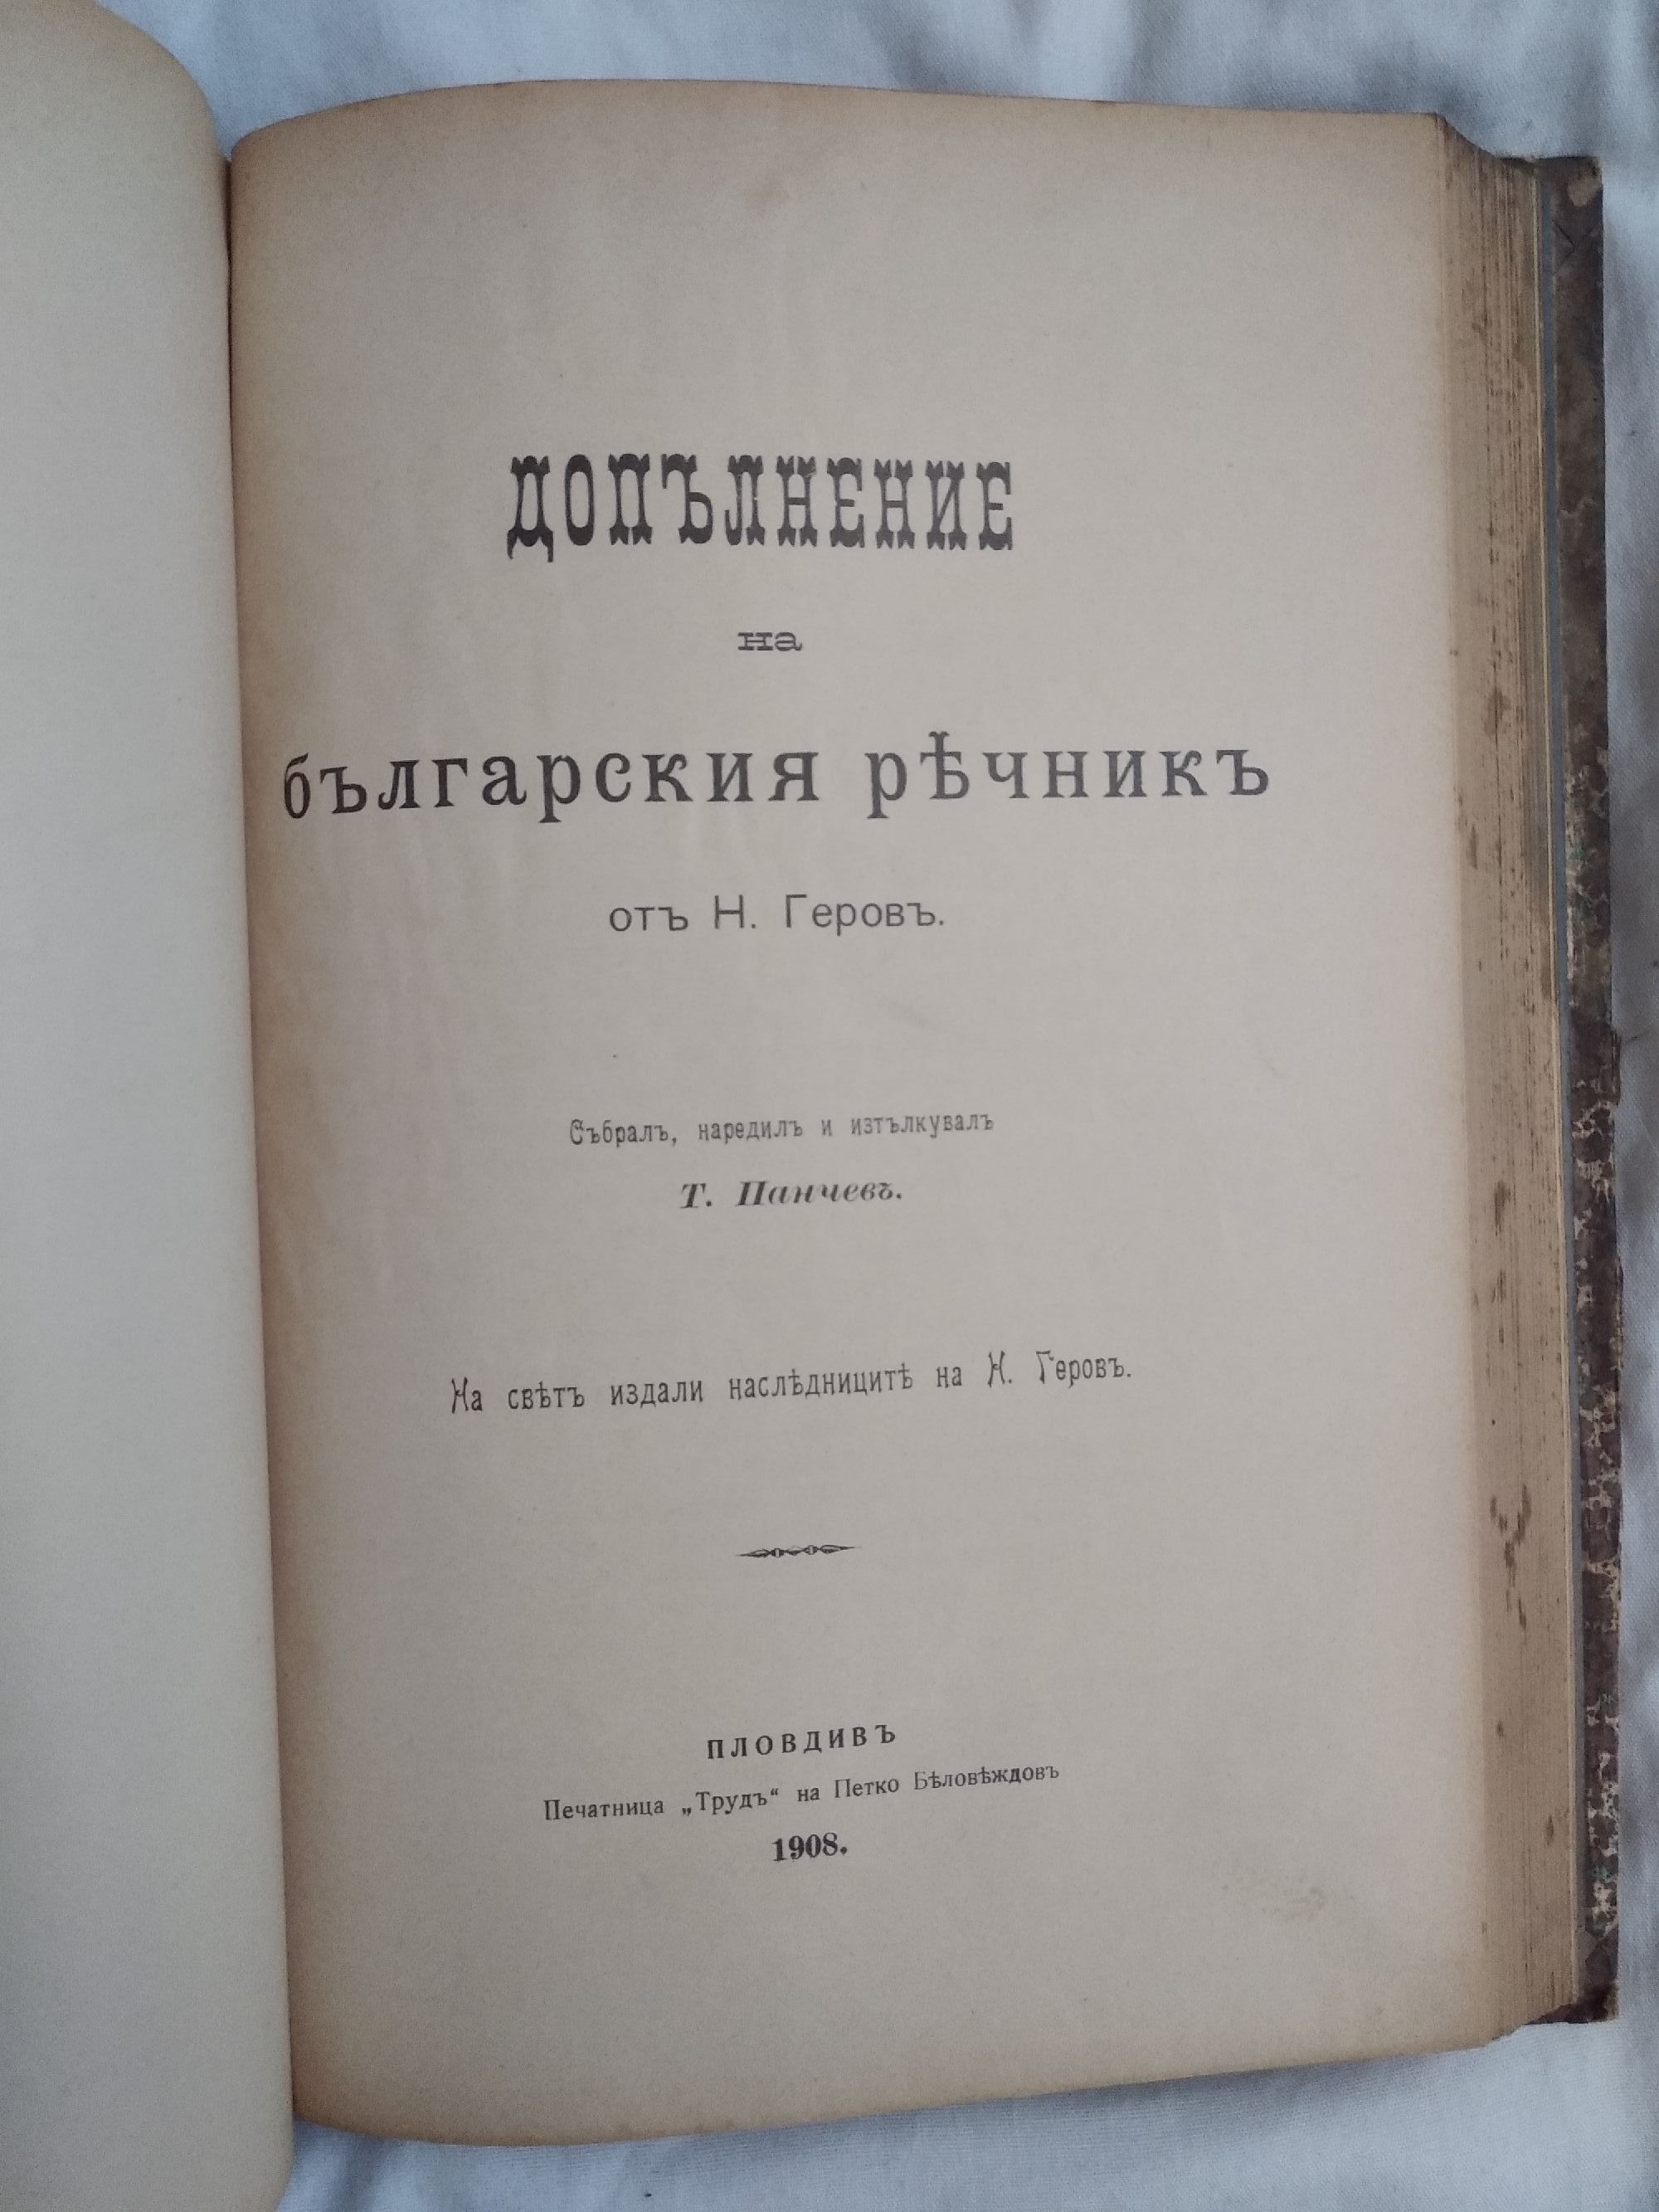 ДОПЪЛНЕНИЕ
на
българския рѣчникъ
отъ Н. Геровъ.
Събралъ, наредилъ и изтълкувалъ
Т. Панчевъ.
На свѣтъ издали наслѣдницитѣ на Н. Геровъ.
ПЛОВДИВЪ
Печатница „Трудъ“ на Петко Бѣловѣждовъ
1908.